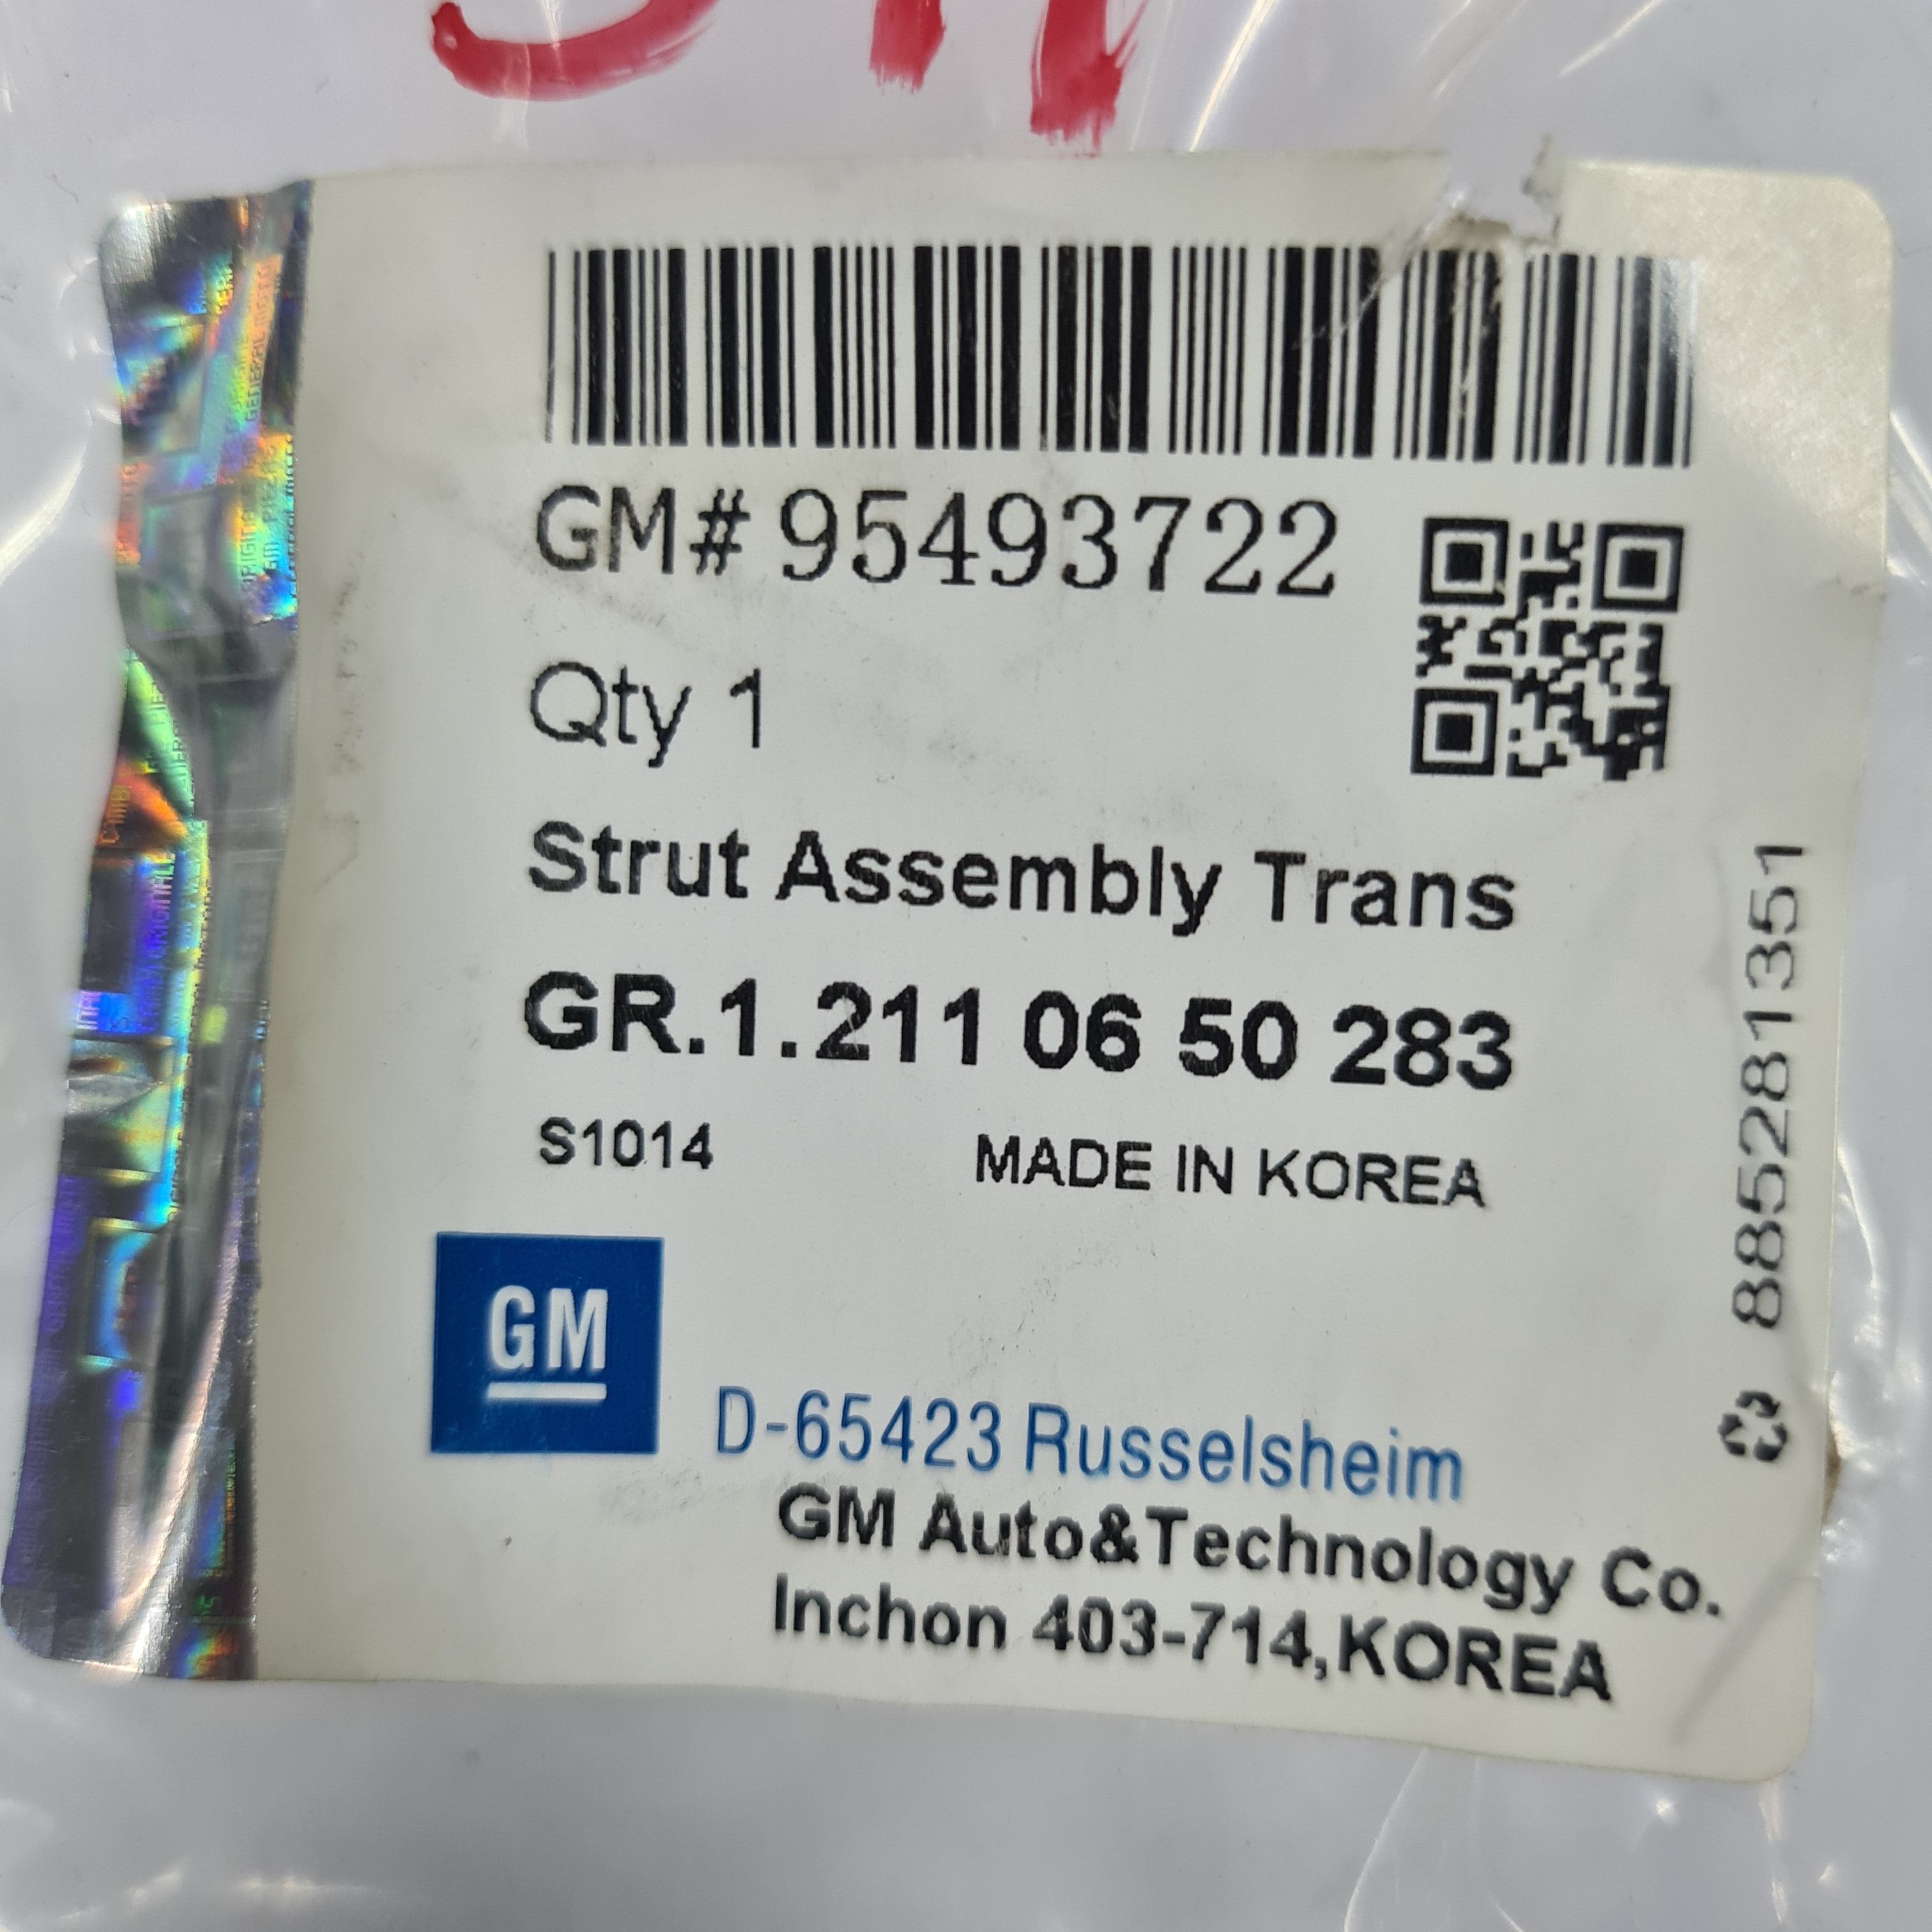 GM# 95493722
Qty 1
Strut Assembly Trans
GR.1.211 06 50 283
S1014 MADE IN KOREA
8852281351
GM
D-65423 Russelsheim
GM Auto&Technology Co.
Inchon 403-714,KOREA